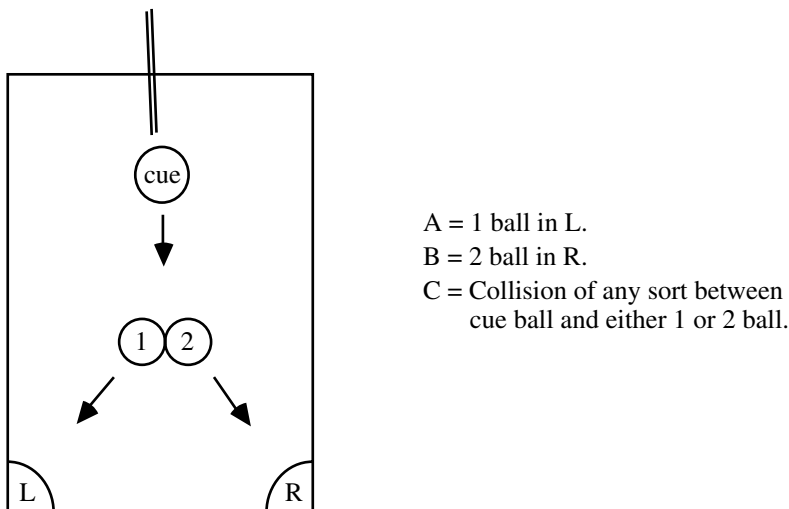 cue
A = 1 ball in L.
B = 2 ball in R.
C = Collision of any sort between
cue ball and either 1 or 2 ball.
1 2
L R